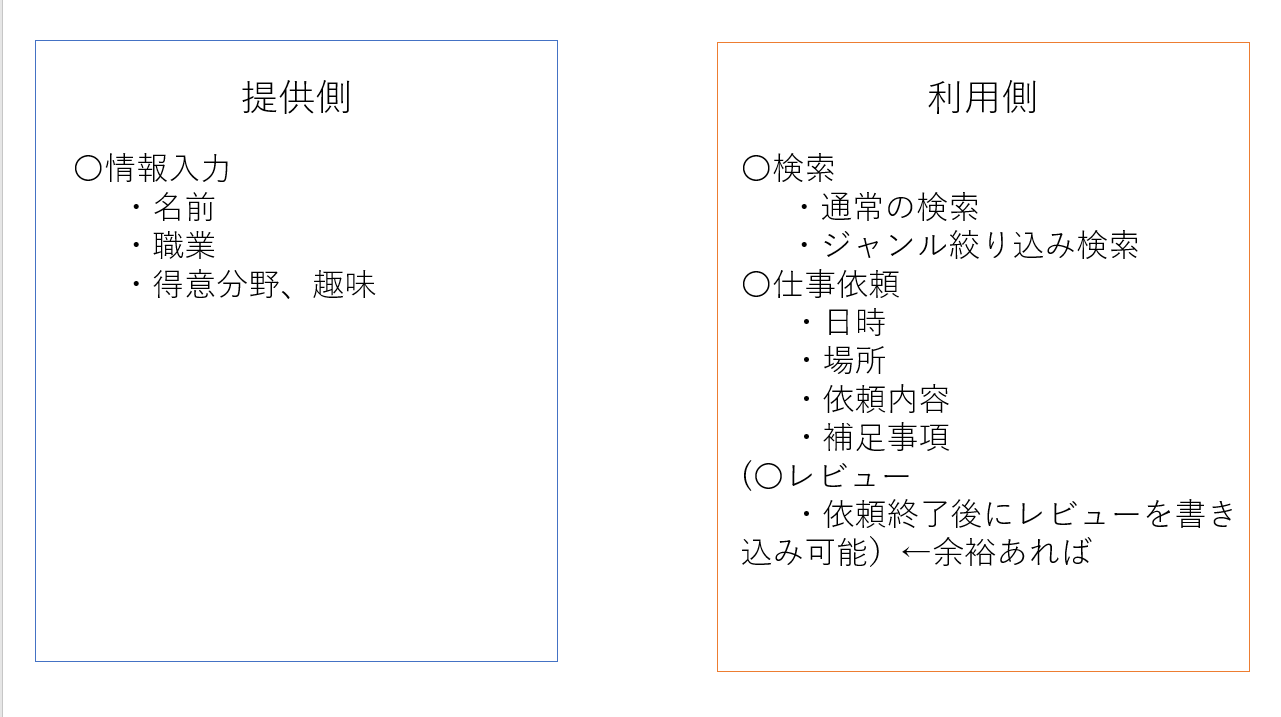 提供側
〇情報入力
・名前
・職業
・得意分野、趣味
利用側
〇検索
・通常の検索
・ジャンル絞り込み検索
〇仕事依頼
・日時
・場所
・依頼内容
・補足事項
(〇レビュー
・依頼終了後にレビューを書き
込み可能）←余裕あれば